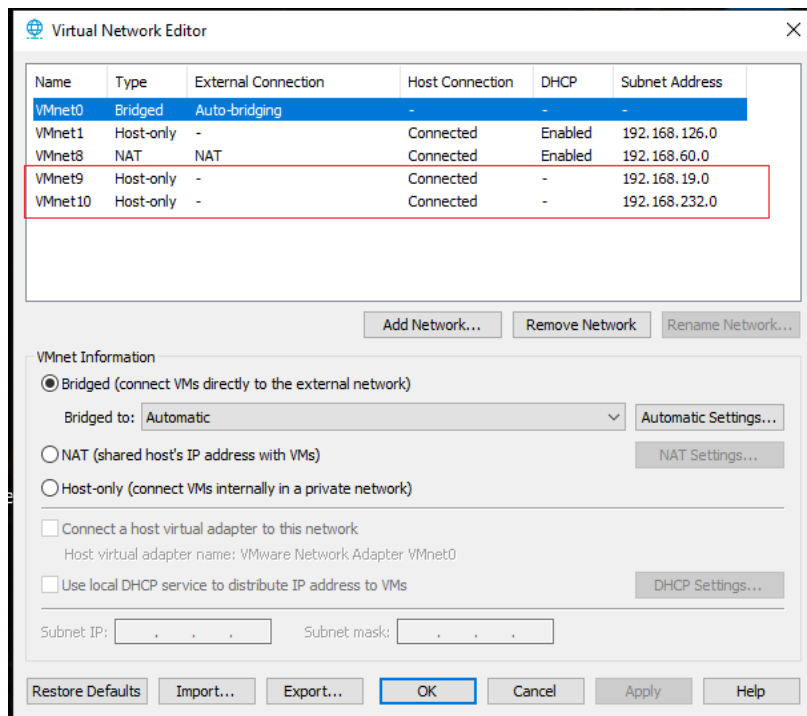 Virtual Network Editor
Name Type External Connection Host Connection DHCP Subnet Address
VMnet0 Bridged Auto-bridging - - -
VMnet1 Host-only - Connected Enabled 192.168.126.0
VMnet8 NAT NAT Connected Enabled 192.168.60.0
VMnet9 Host-only - Connected - 192.168.19.0
VMnet10 Host-only - Connected - 192.168.232.0
Add Network... Remove Network Rename Network...
VMnet Information
Bridged (connect VMs directly to the external network)
Bridged to: Automatic Automatic Settings...
NAT (shared host's IP address with VMs) NAT Settings...
Host-only (connect VMs internally in a private network)
Connect a host virtual adapter to this network
Host virtual adapter name: VMware Network Adapter VMnet0
Use local DHCP service to distribute IP address to VMs DHCP Settings...
Subnet IP: . . . Subnet mask: . . .
Restore Defaults Import... Export... OK Cancel Apply Help